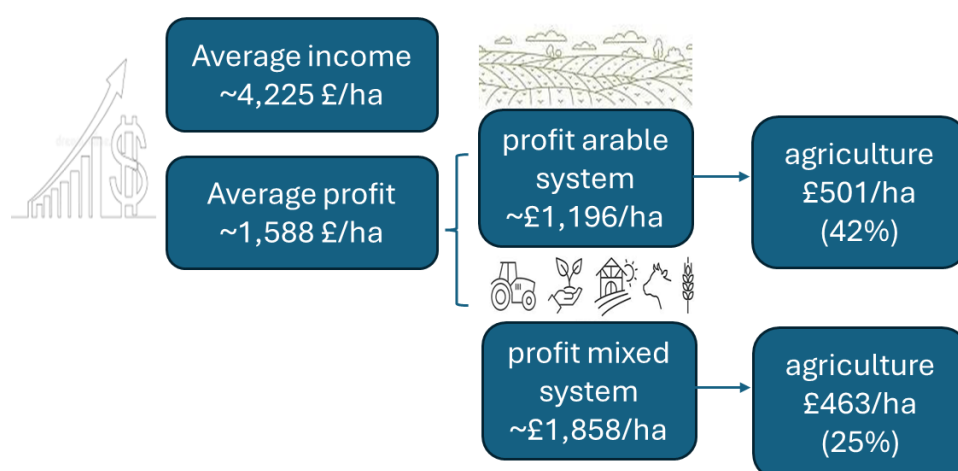 Average income
~4,225 £/ha
Average profit
~1,588 £/ha
profit arable
system
~£1,196/ha
agriculture
£501/ha
(42%)
profit mixed
system
~£1,858/ha
agriculture
£463/ha
(25%)